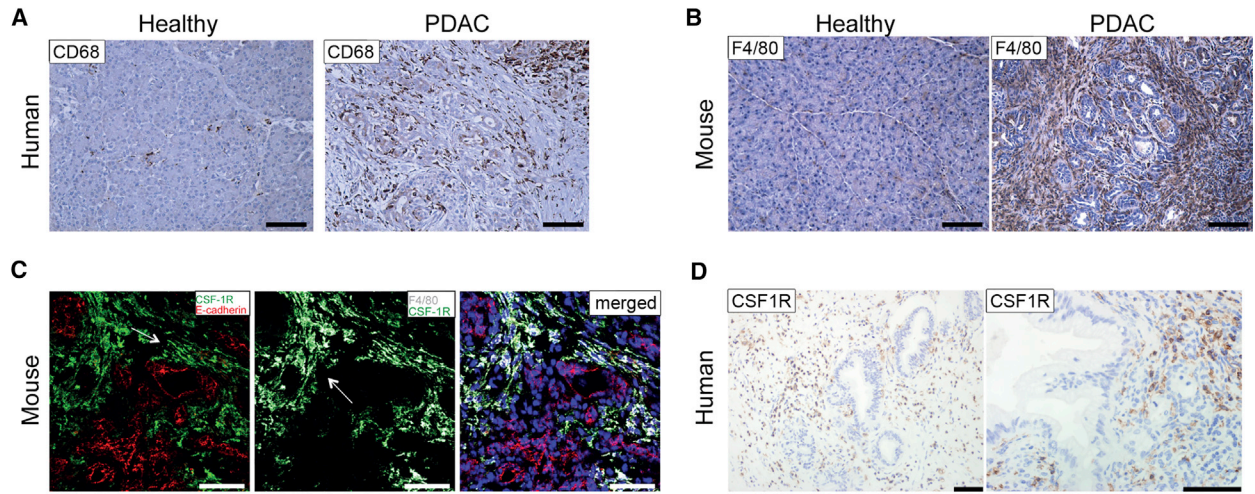 A
Healthy
PDAC
Human
CD68
CD68
B
Healthy
PDAC
Mouse
F4/80
F4/80
C
Mouse
CSF-1R
E-cadherin
F4/80
CSF-1R
merged
D
Human
CSF1R
CSF1R